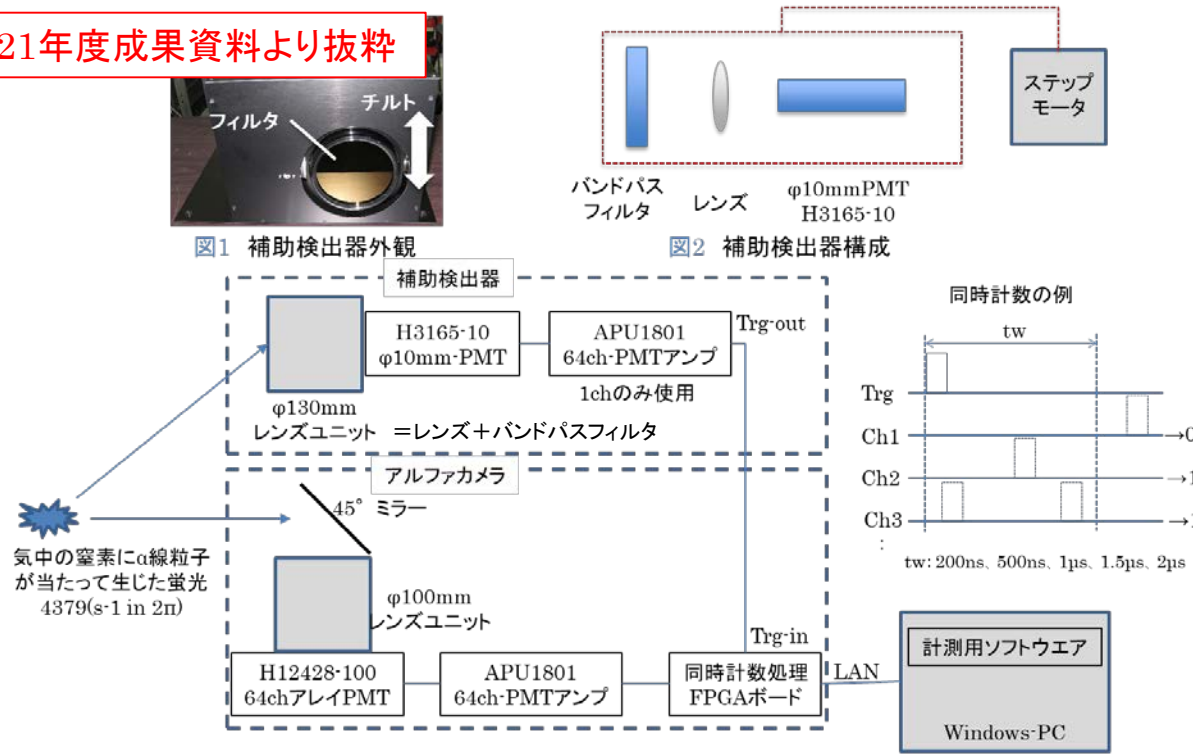 21年度成果資料より抜粋
チルト
フィルタ
図1 補助検出器外観
ステップ
モータ
バンドパス
フィルタ
レンズ
φ10mmPMT
H3165-10
図2 補助検出器構成
補助検出器
H3165-10
φ10mm-PMT
APU1801
64ch-PMTアンプ
Trg-out
1chのみ使用
φ130mm
レンズユニット =レンズ+バンドパスフィルタ
アルファカメラ
45° ミラー
気中の窒素にα線粒子
が当たって生じた蛍光
4379(s-1 in 2π)
φ100mm
レンズユニット
Trg-in
H12428-100
64chアレイPMT
APU1801
64ch-PMTアンプ
同時計数処理
FPGAボード
LAN
同時計数の例
tw
Trg
Ch1 →0
Ch2 →1
Ch3 →1
:
tw: 200ns、500ns、1μs、1.5μs、2μs
計測用ソフトウエア
Windows-PC